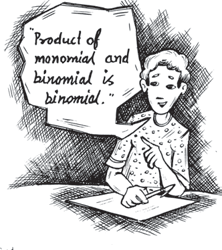 "Product of
monomial and
binomial is
binomial."